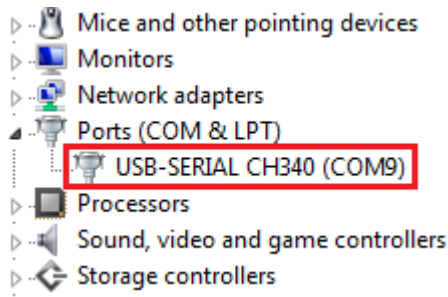 Mice and other pointing devices
Monitors
Network adapters
Ports (COM & LPT)
USB-SERIAL CH340 (COM9)
Processors
Sound, video and game controllers
Storage controllers